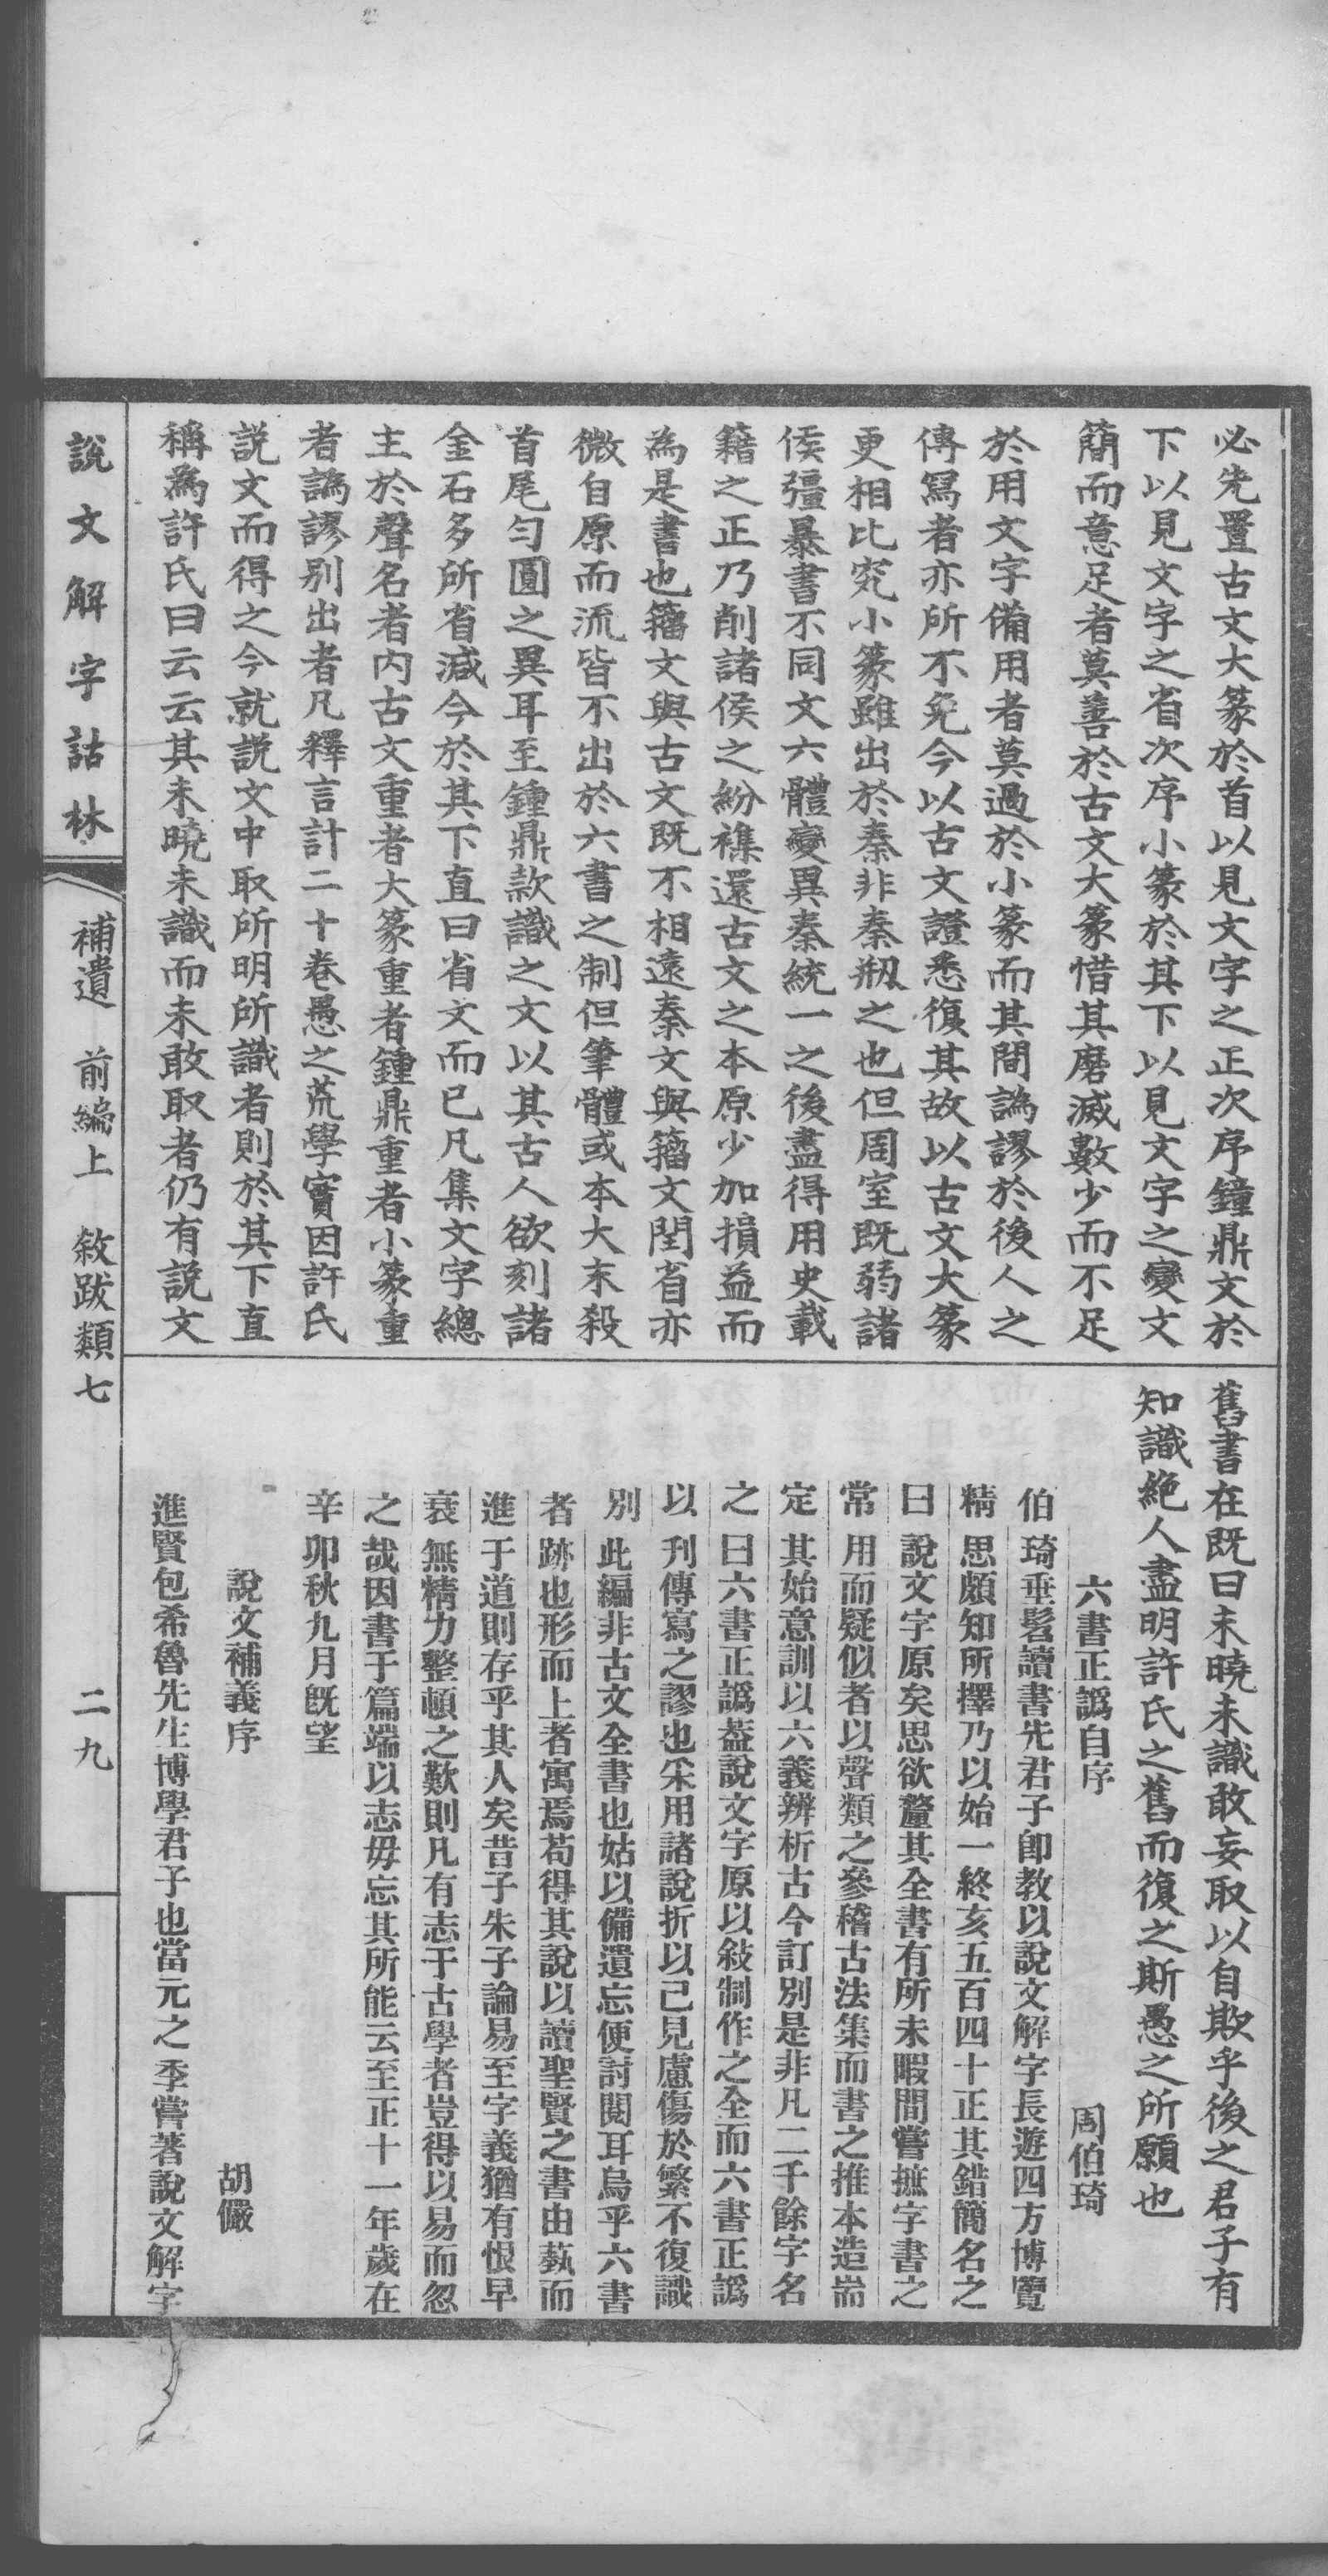 必先置古文大篆於首以見文字之正次序鐘鼎文於
下以見文字之省次序小篆於其下以見文字之變文
簡而意足者莫善於古文大篆惜其磨滅數少而不足
於用文字備用者莫過於小篆而其間譌謬於後人之
傳寫者亦所不免今以古文證悉復其故以古文大篆
更相比究小篆雖出於秦非秦剏之也但周室既弱諸
侯彊暴書不同文六體變異秦統一之後盡得用史載
籍之正乃削諸侯之紛襍還古文之本原少加損益而
為是書也籀文與古文既不相遠秦文與籀文閏省亦
微自原而流皆不出於六書之制但筆體或本大末殺
首尾勻圓之異耳至鍾鼎款識之文以其古人欲刻諸
金石多所省減今於其下直曰省文而已凡集文字總
主於聲名者內古文重者大篆重者鍾鼎重者小篆重
者譌謬別出者凡釋言計二十卷愚之荒學實因許氏
說文而得之今就說文中取所明所識者則於其下直
稱為許氏曰云云其未曉未識而未敢取者仍有說文
舊書在既曰未曉未識敢妄取以自欺乎後之君子有
知識絶人盡明許氏之舊而復之斯愚之所願也
六書正譌自序
周伯琦
伯琦垂髫讀書先君子卽教以說文解字長遊四方博覽
精思頗知所擇乃以始一終亥五百四十正其錯簡名之
曰說文字原矣思欲釐其全書有所未暇間嘗摭字書之
常用而疑似者以聲類之參稽古法集而書之推本造耑
定其始意訓以六義辨析古今訂別是非凡二千餘字名
之曰六書正譌葢說文字原以敍制作之全而六書正譌
以刊傳寫之謬也采用諸說折以己見慮傷於繁不復識
別此編非古文全書也姑以備遺忘便討閱耳烏乎六書
者跡也形而上者寓焉苟得其說以讀聖賢之書由蓺而
進于道則存乎其人矣昔子朱子論易至字義猶有恨早
衰無精力整頓之歎則凡有志于古學者豈得以易而忽
之哉因書于篇端以志毋忘其所能云至正十一年歲在
辛卯秋九月旣望
說文補義序
胡儼
進賢包希魯先生博學君子也當元之季嘗著說文解字
說文解字詁林
補遺 前編上 敘跋類七
二九